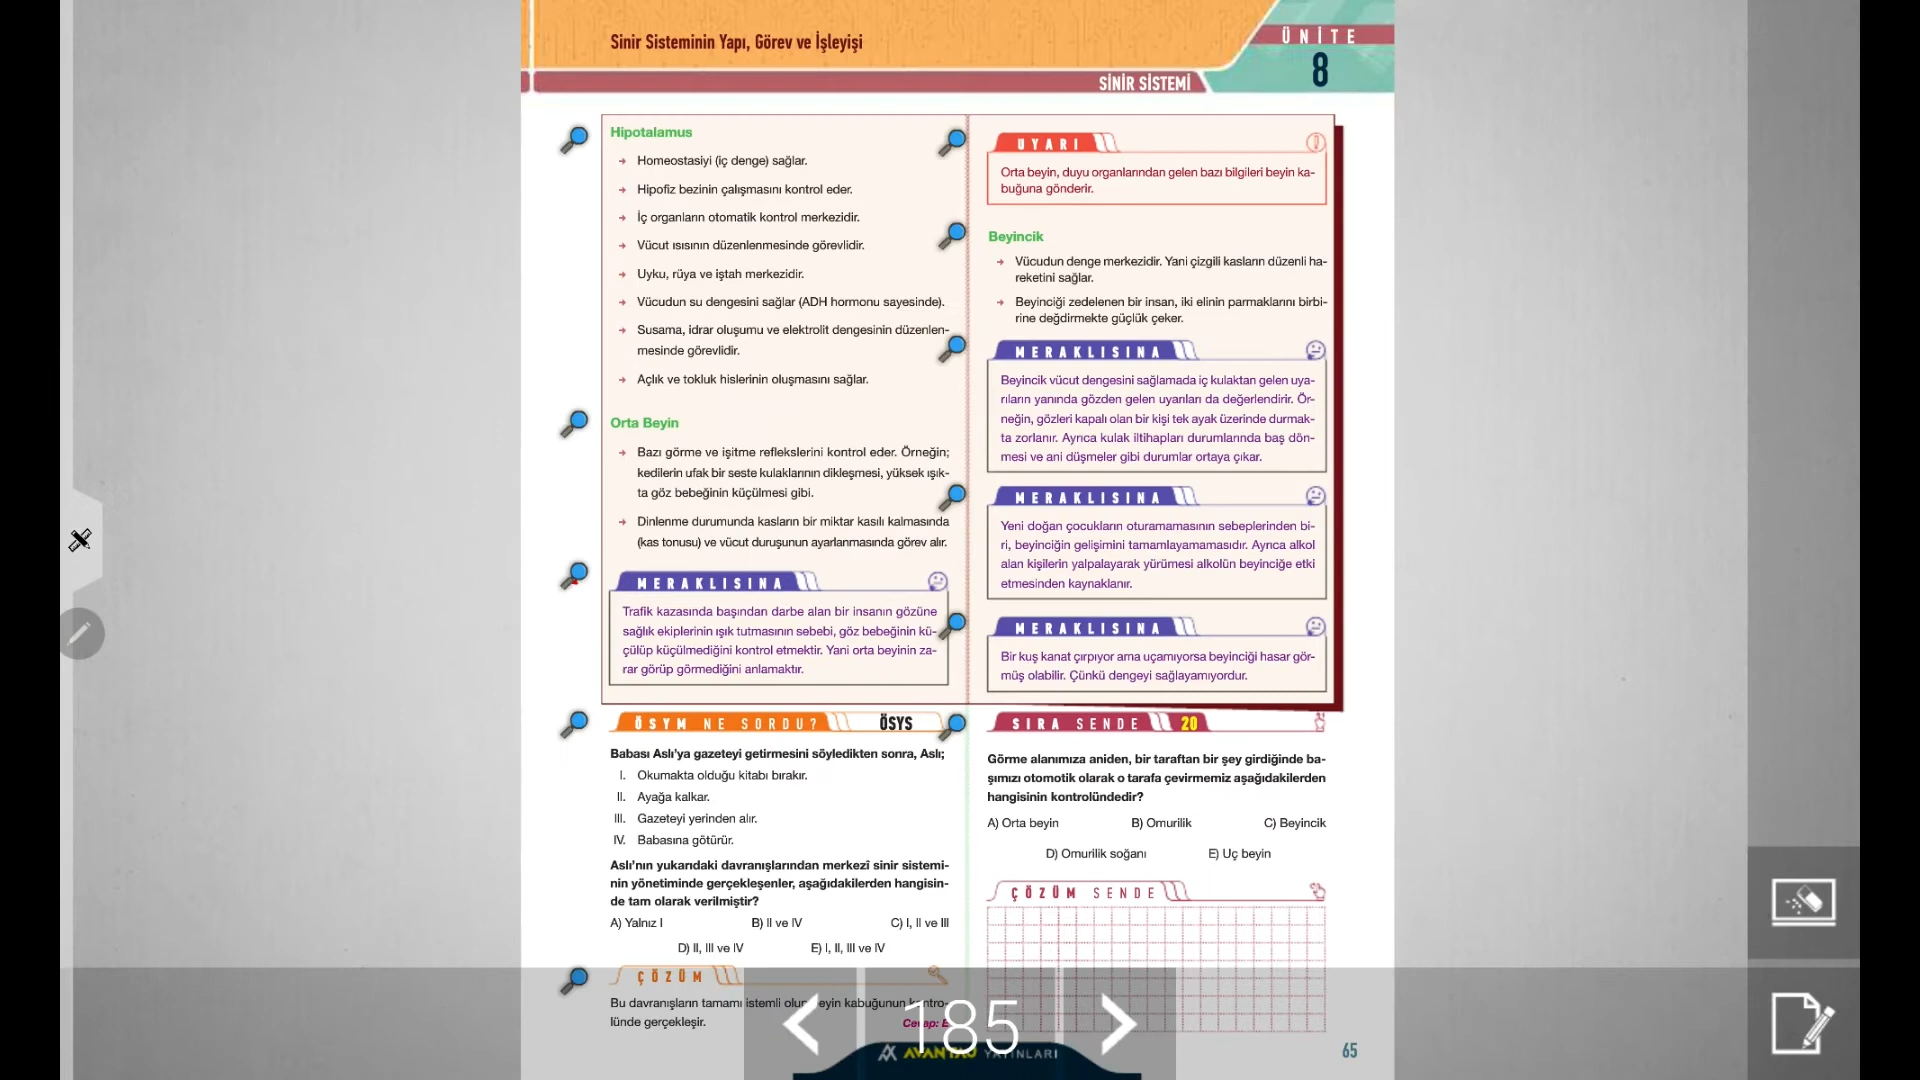 Sinir Sisteminin Yapı, Görev ve İşleyişi
ÜNİTE
8
SİNİR SİSTEMİ
Hipotalamus
Homeostasiyi (iç denge) sağlar.
Hipofiz bezinin çalışmasını kontrol eder.
İç organların otomatik kontrol merkezidir.
Vücut ısısının düzenlenmesinde görevlidir.
Uyku, rüya ve iştah merkezidir.
Vücudun su dengesini sağlar (ADH hormonu sayesinde).
Susama, idrar oluşumu ve elektrolit dengesinin düzenlen-
mesinde görevlidir.
Açlık ve tokluk hislerinin oluşmasını sağlar.
Orta Beyin
Bazı görme ve işitme reflekslerini kontrol eder. Örneğin;
kedilerin ufak bir seste kulaklarının dikleşmesi, yüksek ışık-
ta göz bebeğinin küçülmesi gibi.
Dinlenme durumunda kasların bir miktar kasılı kalmasında
(kas tonusu) ve vücut duruşunun ayarlanmasında görev alır.
MERAKLISINA
Trafik kazasında başından darbe alan bir insanın gözüne
sağlık ekiplerinin ışık tutmasının sebebi, göz bebeğinin kü-
çülüp küçülmediğini kontrol etmektir. Yani orta beyinin za-
rar görüp görmediğini anlamaktır.
UYARI
Orta beyin, duyu organlarından gelen bazı bilgileri beyin ka-
buğuna gönderir.
Beyincik
Vücudun denge merkezidir. Yani çizgili kasların düzenli ha-
reketini sağlar.
Beyinciği zedelenen bir insan, iki elinin parmaklarını birbi-
rine değdirmekte güçlük çeker.
MERAKLISINA
Beyincik vücut dengesini sağlamada iç kulaktan gelen uya-
rıların yanında gözden gelen uyarıları da değerlendirir. Ör-
neğin, gözleri kapalı olan bir kişi tek ayak üzerinde durmak-
ta zorlanır. Ayrıca kulak iltihapları durumlarında baş dön-
mesi ve ani düşmeler gibi durumlar ortaya çıkar.
MERAKLISINA
Yeni doğan çocukların oturamamasının sebeplerinden bi-
ri, beyinciğin gelişimini tamamlayamamasıdır. Ayrıca alkol
alan kişilerin yalpalayarak yürümesi alkolün beyinciğe etki
etmesinden kaynaklanır.
MERAKLISINA
Bir kuş kanat çırpıyor ama uçamıyorsa beyinciği hasar gör-
müş olabilir. Çünkü dengeyi sağlayamıyordur.
ÖSYM NE SORDU? ÖSYS
Babası Aslı'ya gazeteyi getirmesini söyledikten sonra, Aslı;
I. Okumakta olduğu kitabı bırakır.
II. Ayağa kalkar.
III. Gazeteyi yerinden alır.
IV. Babasına götürür.
Aslı'nın yukarıdaki davranışlarından merkezî sinir sistemi-
nin yönetiminde gerçekleşenler, aşağıdakilerden hangisin-
de tam olarak verilmiştir?
A) Yalnız I B) II ve IV C) I, II ve III
D) II, III ve IV E) I, II, III ve IV
ÇÖZÜM
Bu davranışların tamamı istemli olup beyin kabuğunun kontro-
lünde gerçekleşir.
Cevap: E
SIRA SENDE 20
Görme alanımıza aniden, bir taraftan bir şey girdiğinde ba-
şımızı otomotik olarak o tarafa çevirmemiz aşağıdakilerden
hangisinin kontrolündedir?
A) Orta beyin B) Omurilik C) Beyincik
D) Omurilik soğanı E) Uç beyin
ÇÖZÜM SENDE
185
AVANTAJ YAYINLARI
65